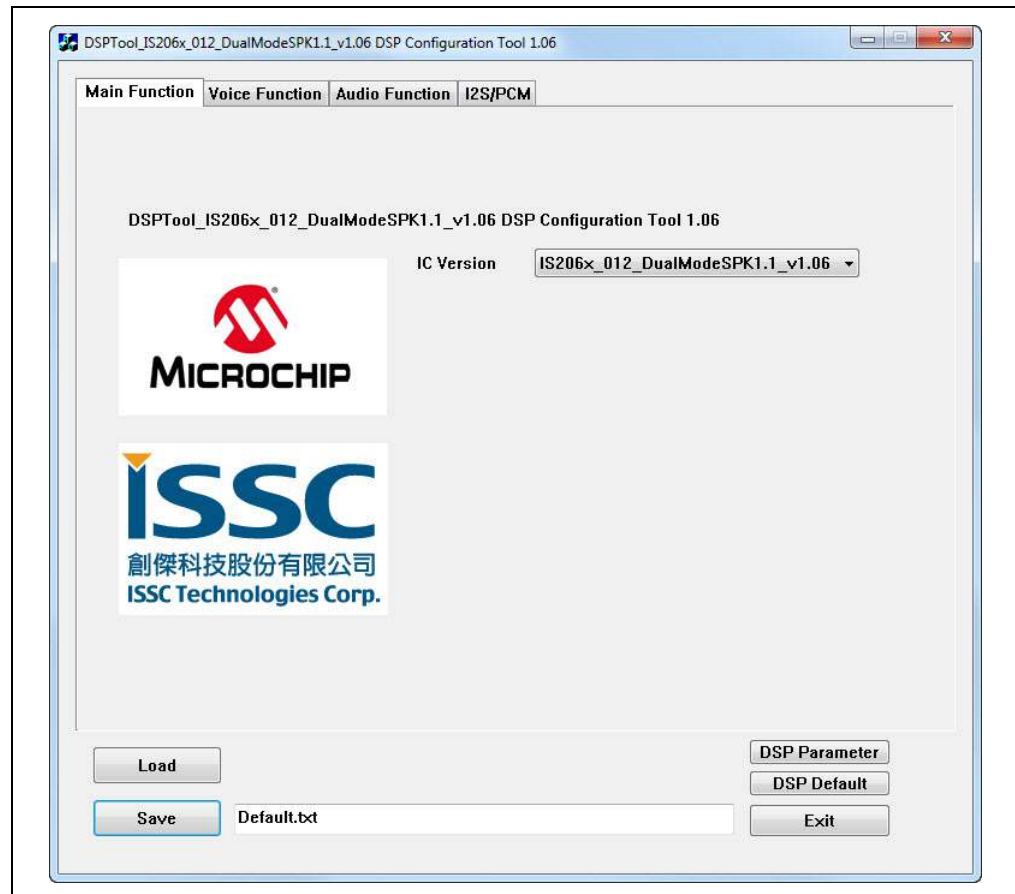 DSPTool_IS206x_012_DualModeSPK1.1_v1.06 DSP Configuration Tool 1.06
Main Function Voice Function Audio Function I2S/PCM
DSPTool_IS206x_012_DualModeSPK1.1_v1.06 DSP Configuration Tool 1.06
IC Version IS206x_012_DualModeSPK1.1_v1.06
MICROCHIP
ISSC
創傑科技股份有限公司
ISSC Technologies Corp.
Load
DSP Parameter
DSP Default
Save Default.txt Exit